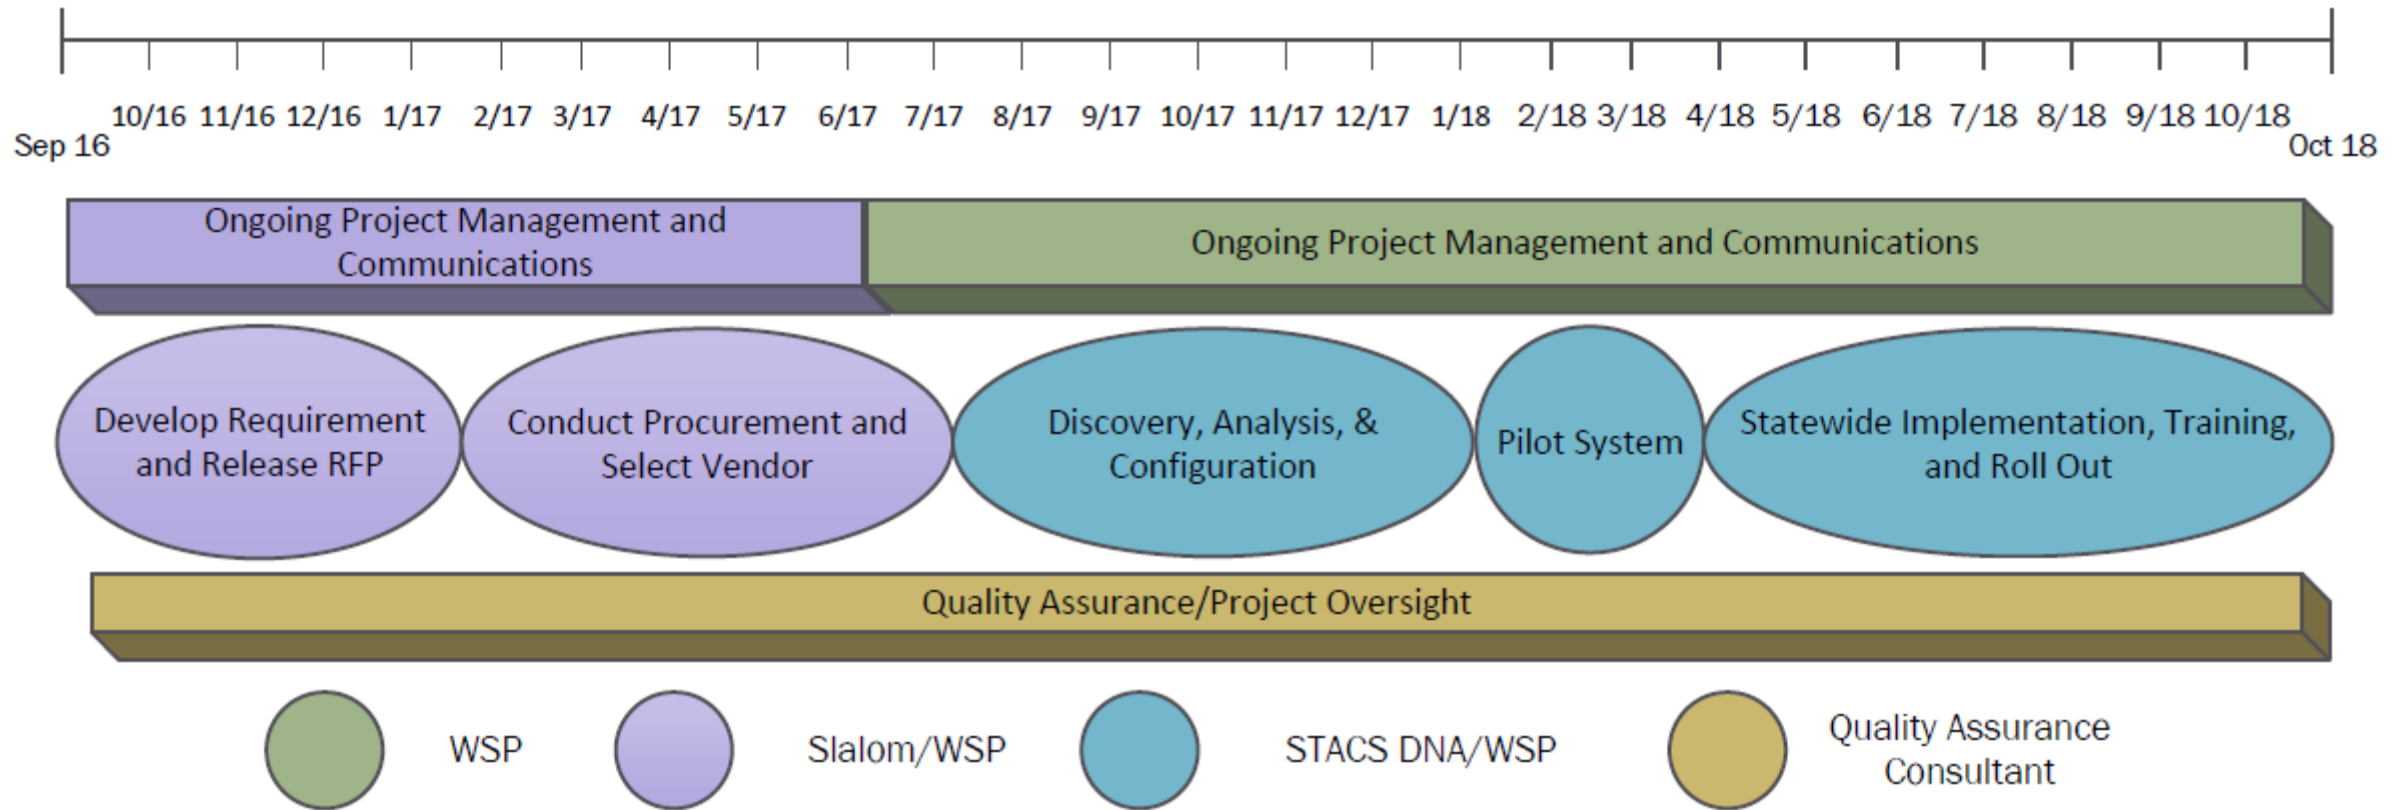 10/16 11/16 12/16 1/17 2/17 3/17 4/17 5/17 6/17 7/17 8/17 9/17 10/17 11/17 12/17 1/18 2/18 3/18 4/18 5/18 6/18 7/18 8/18 9/18 10/18
Sep 16
Oct 18
Ongoing Project Management and
Communications
Ongoing Project Management and Communications
Develop Requirement
and Release RFP
Conduct Procurement and
Select Vendor
Discovery, Analysis, &
Configuration
Pilot System
Statewide Implementation, Training,
and Roll Out
Quality Assurance/Project Oversight
WSP
Slalom/WSP
STACS DNA/WSP
Quality Assurance
Consultant